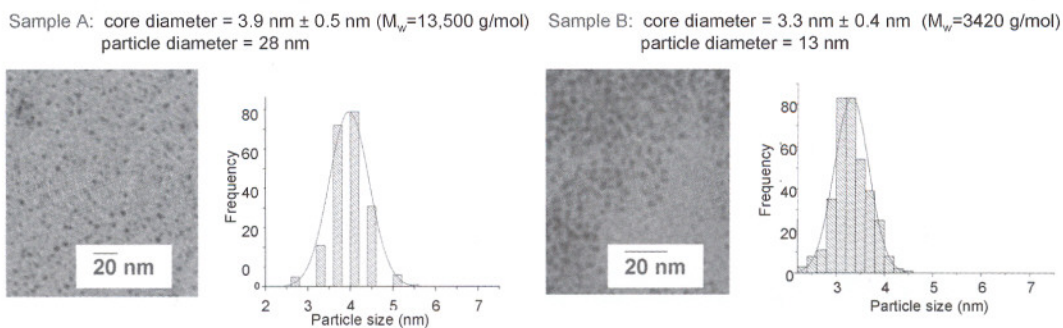 Sample A: core diameter = 3.9 nm ± 0.5 nm (Mw=13,500 g/mol)
particle diameter = 28 nm
Sample B: core diameter = 3.3 nm ± 0.4 nm (Mw=3420 g/mol)
particle diameter = 13 nm
20 nm
Frequency
80
60
40
20
0
0
2 3 4 5 6 7
Particle size (nm)
20 nm
Frequency
80
60
40
20
0
3 4 5 6 7
Particle size (nm)